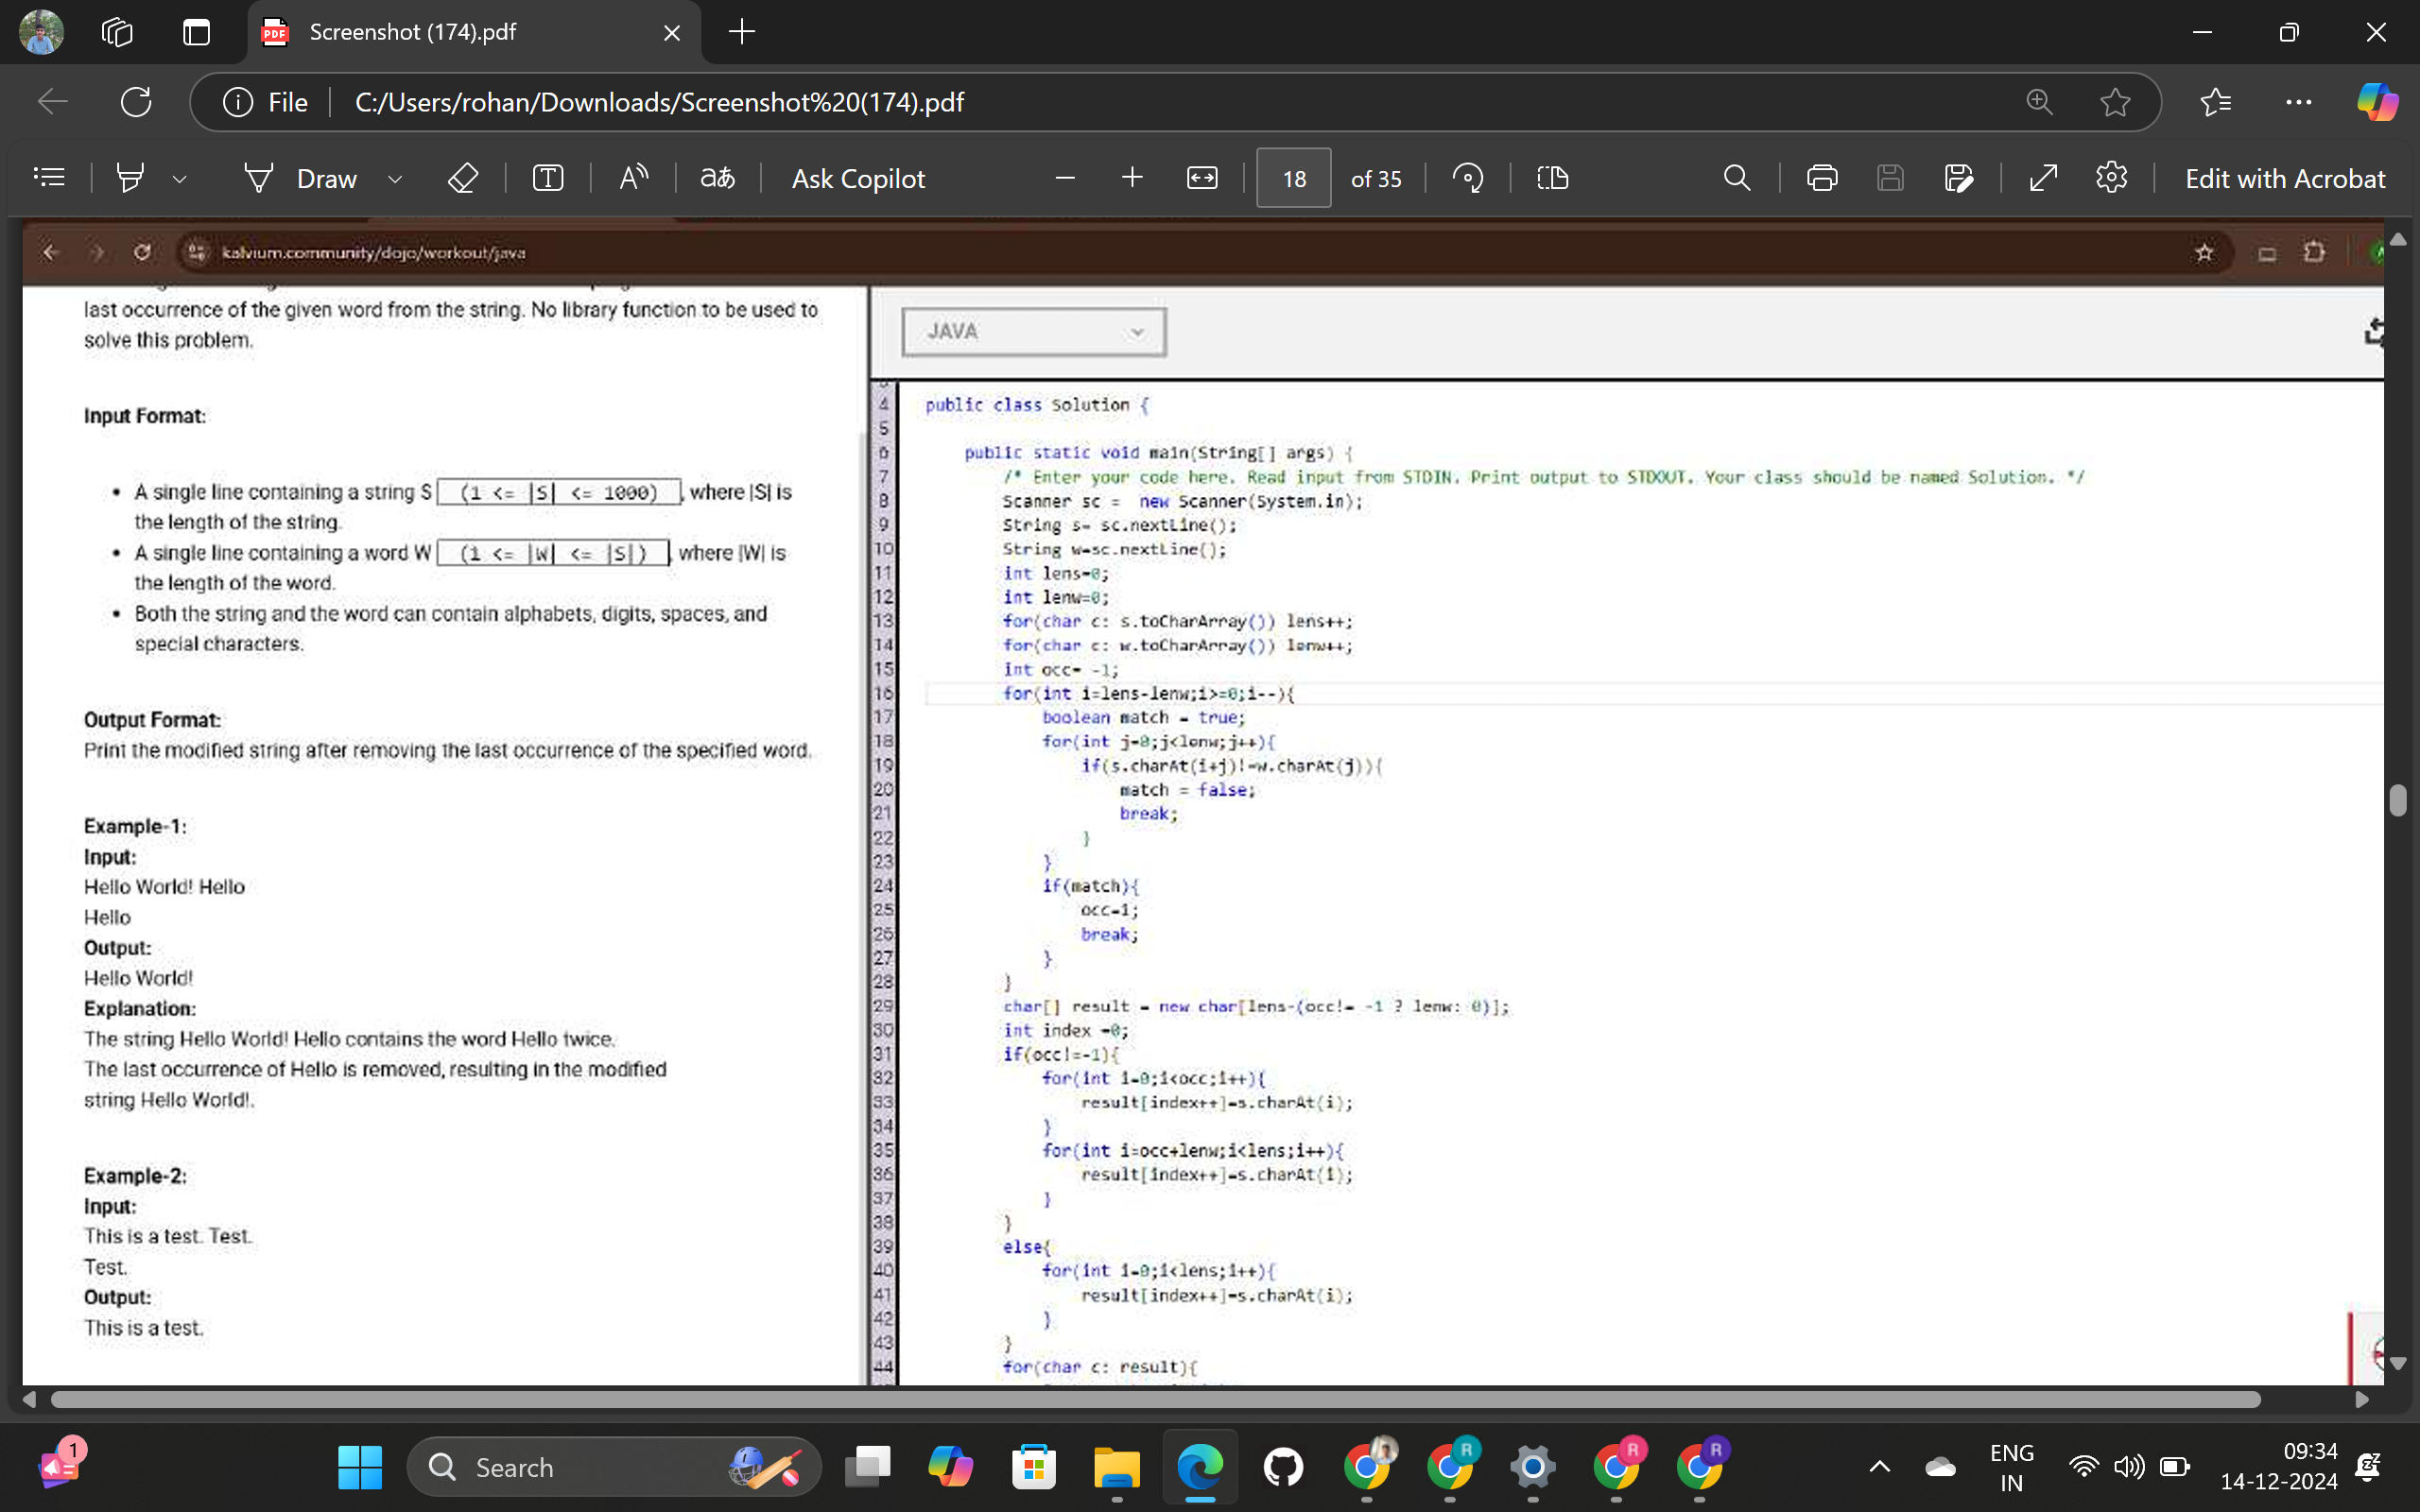 Screenshot (174).pdf
File
C:/Users/rohan/Downloads/Screenshot%20(174).pdf
Draw
Ask Copilot
18 of 35
Edit with Acrobat
kalvium.community/dojo/workout/java
last occurrence of the given word from the string. No library function to be used to
solve this problem.
Input Format:
• A single line containing a string S (1 <= |S| <= 1000) , where |S| is
the length of the string.
• A single line containing a word W (1 <= |W| <= |S|) , where |W| is
the length of the word.
• Both the string and the word can contain alphabets, digits, spaces, and
special characters.
Output Format:
Print the modified string after removing the last occurrence of the specified word.
Example-1:
Input:
Hello World! Hello
Hello
Output:
Hello World!
Explanation:
The string Hello World! Hello contains the word Hello twice.
The last occurrence of Hello is removed, resulting in the modified
string Hello World!.
Example-2:
Input:
This is a test. Test.
Test.
Output:
This is a test.
JAVA
4 public class Solution {
5
6 public static void main(String[] args) {
7 /* Enter your code here. Read input from STDIN. Print output to STDOUT. Your class should be named Solution. */
8 Scanner sc = new Scanner(System.in);
9 String s= sc.nextLine();
10 String w=sc.nextLine();
11 int lens=0;
12 int lenw=0;
13 for(char c: s.toCharArray()) lens++;
14 for(char c: w.toCharArray()) lenw++;
15 int occ= -1;
16 for(int i=lens-lenw;i>=0;i--){
17 boolean match = true;
18 for(int j=0;j<lenw;j++){
19 if(s.charAt(i+j)!=w.charAt(j)){
20 match = false;
21 break;
22 }
23 }
24 if(match){
25 occ=i;
26 break;
27 }
28 }
29 char[] result = new char[lens-(occ!= -1 ? lenw: 0)];
30 int index =0;
31 if(occ!=-1){
32 for(int i=0;i<occ;i++){
33 result[index++]=s.charAt(i);
34 }
35 for(int i=occ+lenw;i<lens;i++){
36 result[index++]=s.charAt(i);
37 }
38 }
39 else{
40 for(int i=0;i<lens;i++){
41 result[index++]=s.charAt(i);
42 }
43 }
44 for(char c: result){
1
Search
ENG
IN
09:34
14-12-2024